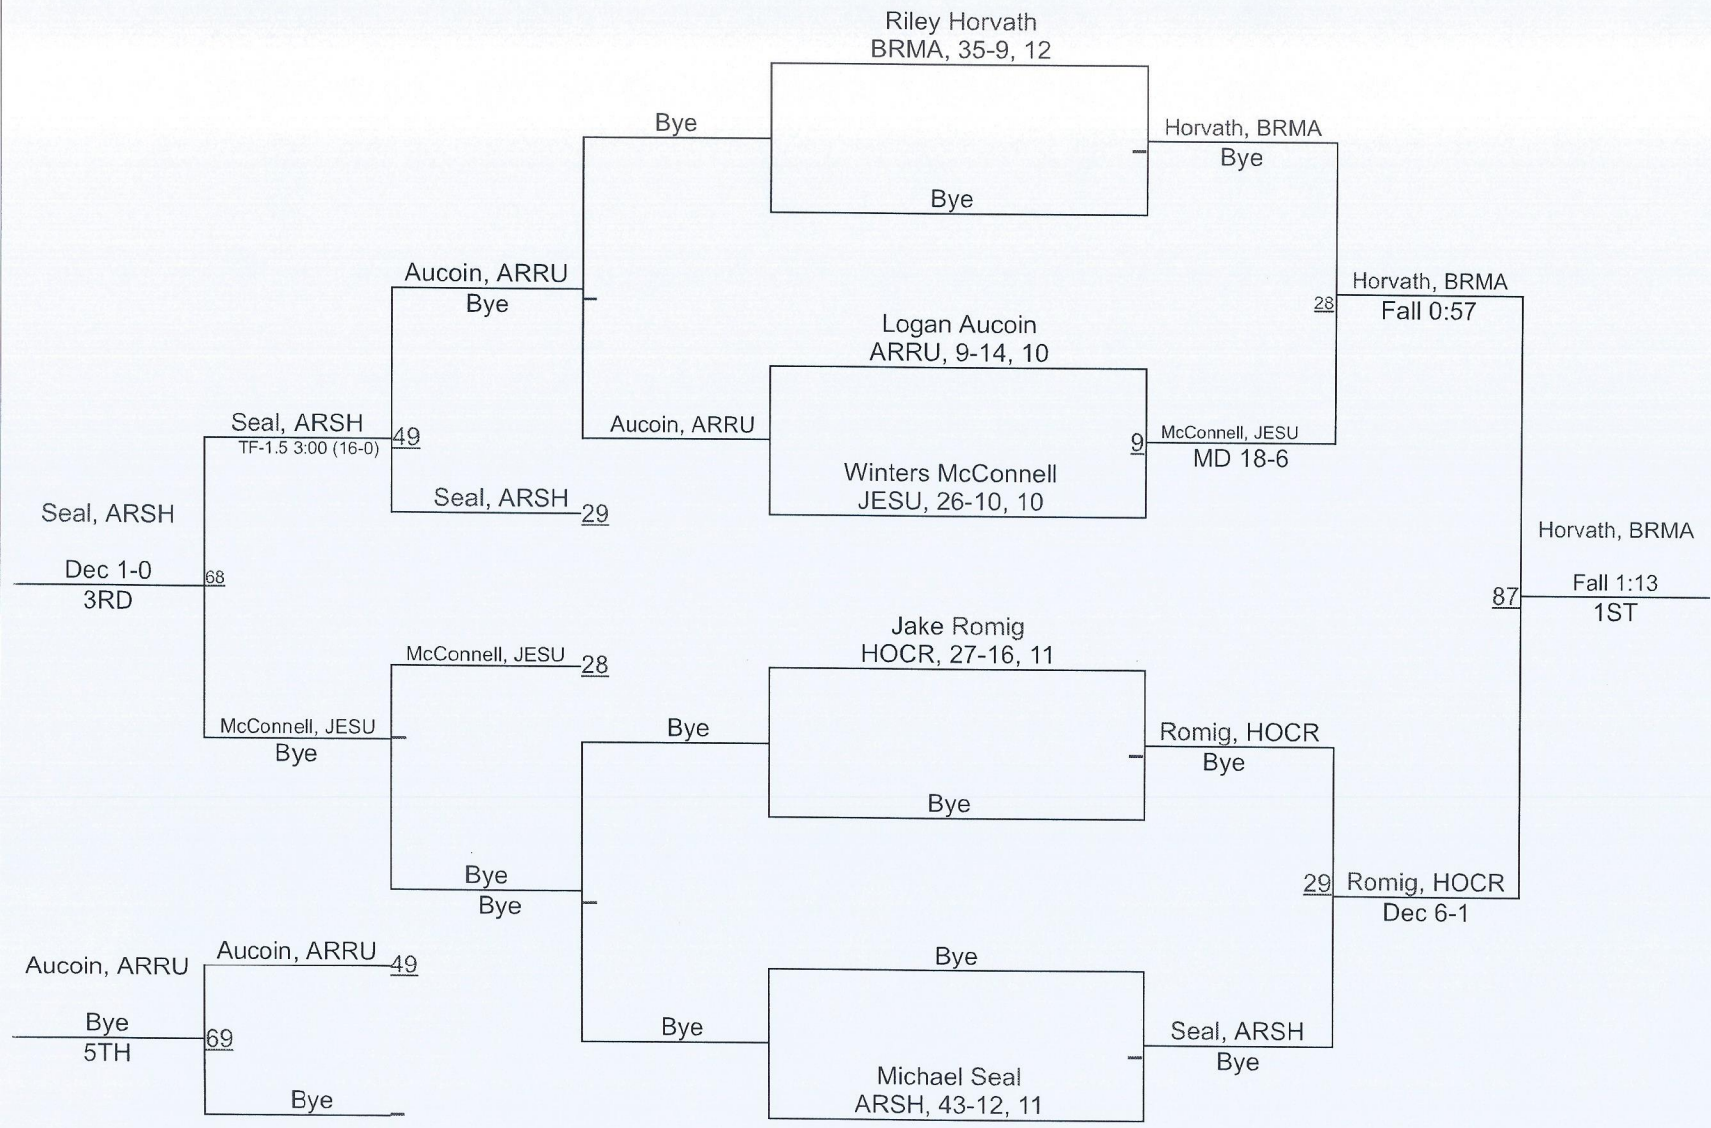 Riley Horvath
BRMA, 35-9, 12
Bye
Horvath, BRMA
Bye
Bye
Aucoin, ARRU
Bye
Horvath, BRMA
28
Fall 0:57
Logan Aucoin
ARRU, 9-14, 10
Seal, ARSH
49
TF-1.5 3:00 (16-0)
Aucoin, ARRU
9
McConnell, JESU
MD 18-6
Winters McConnell
JESU, 26-10, 10
Seal, ARSH
29
Seal, ARSH
Horvath, BRMA
Dec 1-0
68
3RD
Fall 1:13
87
1ST
Jake Romig
HOCR, 27-16, 11
McConnell, JESU
28
McConnell, JESU
Bye
Bye
Romig, HOCR
Bye
Bye
Bye
Bye
29
Romig, HOCR
Dec 6-1
Aucoin, ARRU
Aucoin, ARRU
49
Bye
Bye
69
5TH
Bye
Seal, ARSH
Bye
Michael Seal
ARSH, 43-12, 11
Bye